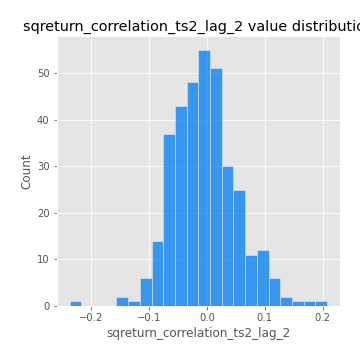 sqreturn_correlation_ts2_lag_2 value distributio
50
40
30
20
10
0
Count
−0.2 −0.1 0.0 0.1 0.2
sqreturn_correlation_ts2_lag_2